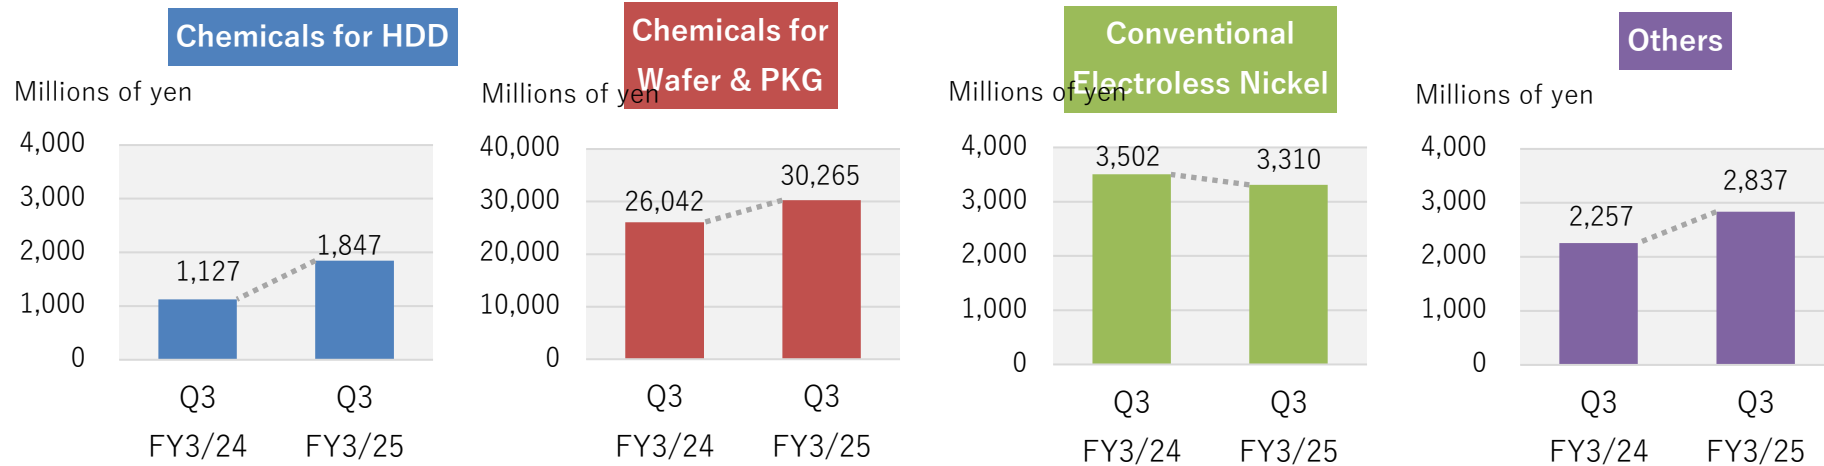 Chemicals for HDD
Millions of yen
4,000
3,000
2,000
1,000
0
1,127
1,847
Q3
FY3/24
Q3
FY3/25
Chemicals for
Wafer & PKG
Millions of yen
40,000
30,000
20,000
10,000
0
26,042
30,265
Q3
FY3/24
Q3
FY3/25
Conventional
Electroless Nickel
Millions of yen
4,000
3,000
2,000
1,000
0
3,502
3,310
Q3
FY3/24
Q3
FY3/25
Others
Millions of yen
4,000
3,000
2,000
1,000
0
2,257
2,837
Q3
FY3/24
Q3
FY3/25